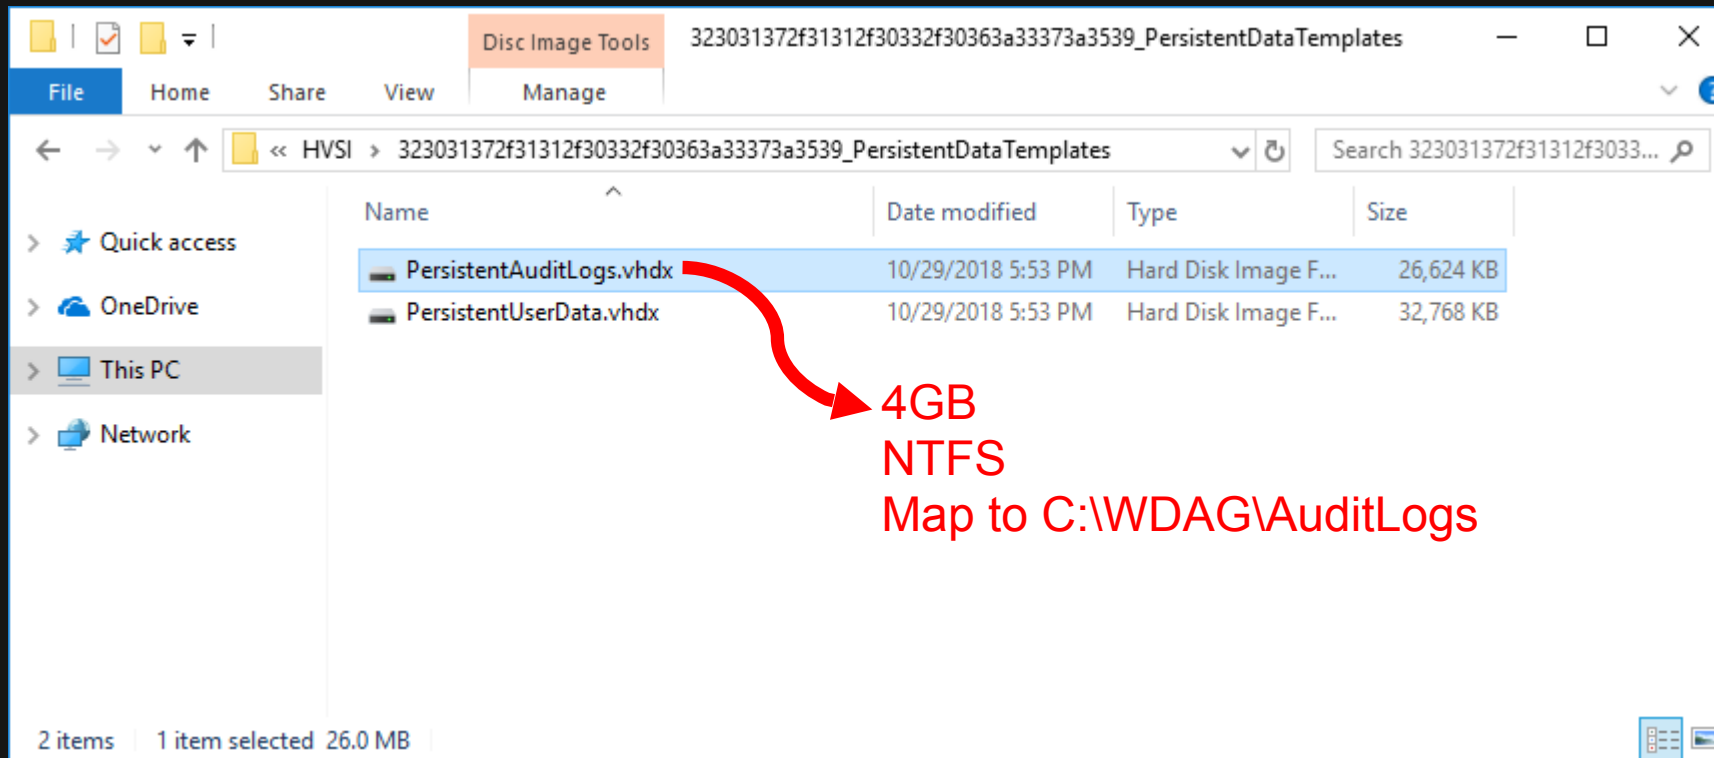 Disc Image Tools 323031372f31312f30332f30363a33373a3539_PersistentDataTemplates
File Home Share View Manage
« HVSI > 323031372f31312f30332f30363a33373a3539_PersistentDataTemplates Search 323031372f31312f3033...
Name Date modified Type Size
Quick access
PersistentAuditLogs.vhdx 10/29/2018 5:53 PM Hard Disk Image F... 26,624 KB
OneDrive
PersistentUserData.vhdx 10/29/2018 5:53 PM Hard Disk Image F... 32,768 KB
This PC
Network
4GB
NTFS
Map to C:\WDAG\AuditLogs
2 items 1 item selected 26.0 MB